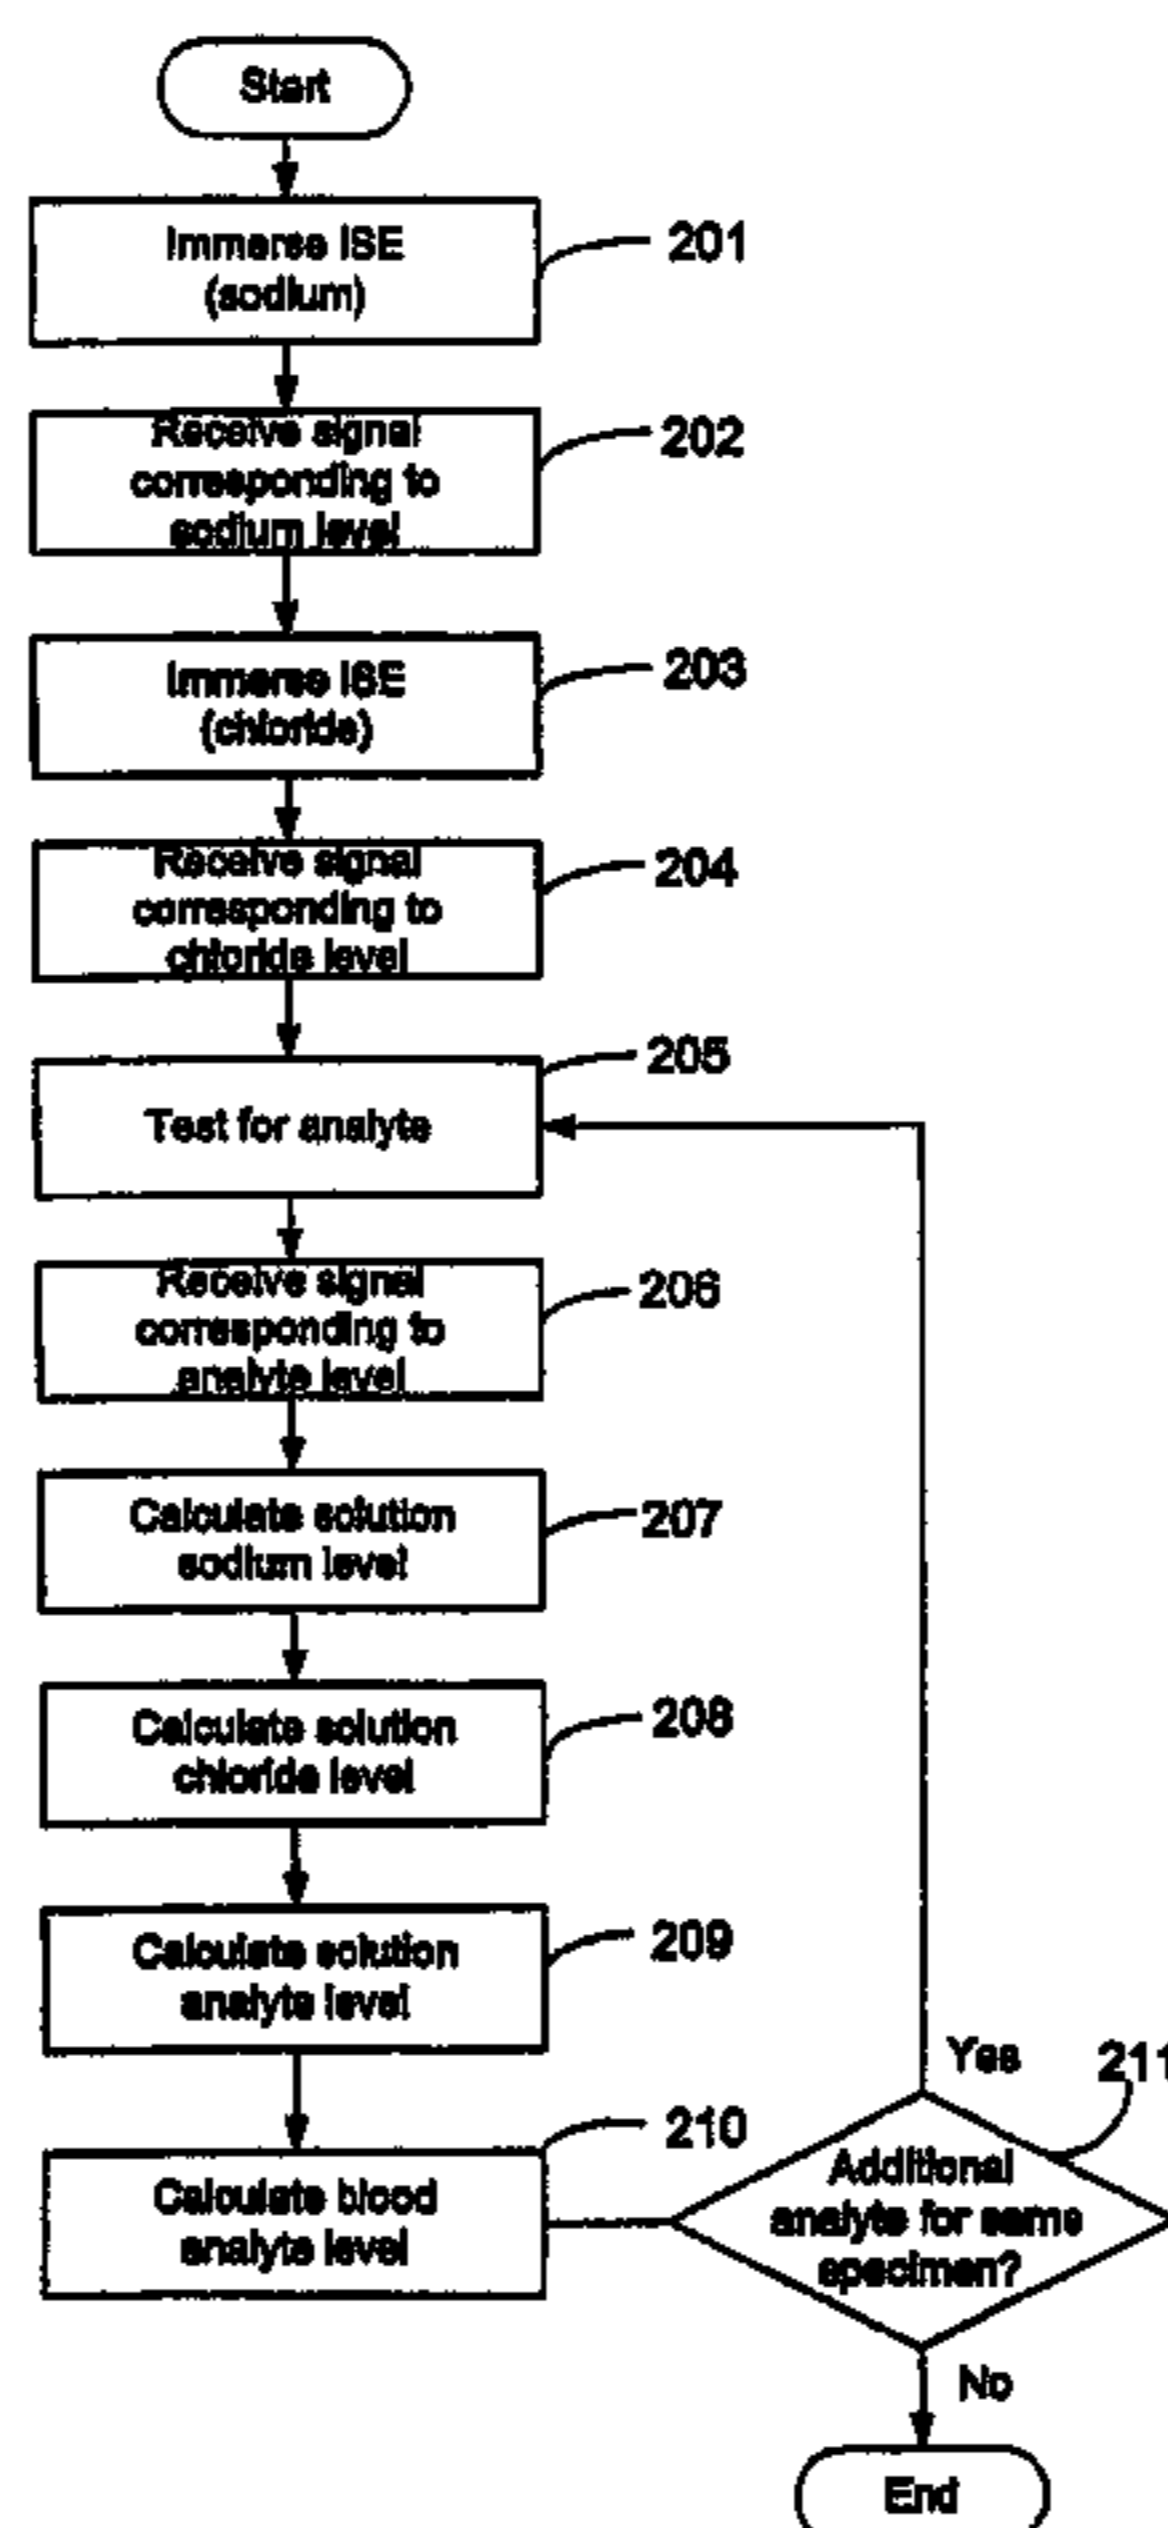 Start
Immerse ISE
(sodium)
201
Receive signal
corresponding to
sodium level
202
Immerse ISE
(chloride)
203
Receive signal
corresponding to
chloride level
204
Test for analyte
205
Receive signal
corresponding to
analyte level
206
Calculate solution
sodium level
207
Calculate solution
chloride level
208
Calculate solution
analyte level
209
Calculate blood
analyte level
210
Yes
211
Additional
analyte for same
specimen?
No
End